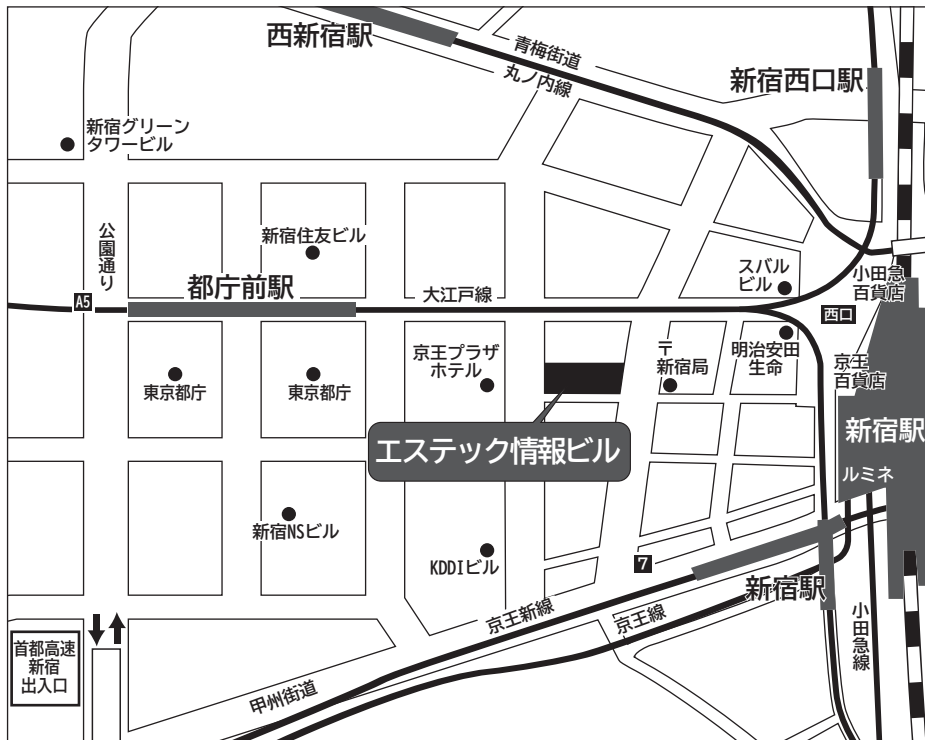 西新宿駅
青梅街道
丸ノ内線
新宿西口駅
新宿グリーン
タワービル
公園通り
新宿住友ビル
スバル
ビル
小田急
百貨店
A5
都庁前駅
大江戸線
西口
東京都庁
東京都庁
京王プラザ
ホテル
〒
新宿局
明治安田
生命
京王
百貨店
エステック情報ビル
新宿駅
ルミネ
新宿NSビル
KDDIビル
7
新宿駅
京王新線
京王線
小田急線
首都高速
新宿
出入口
甲州街道